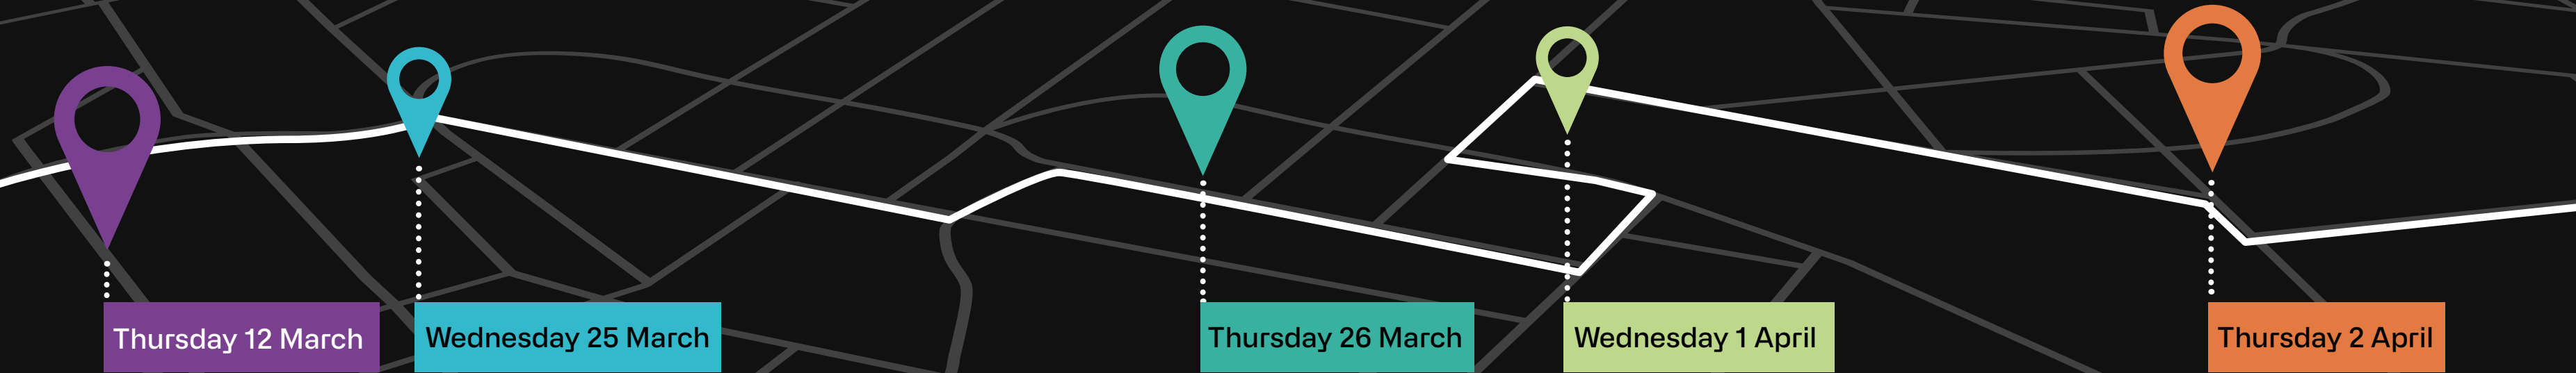 Thursday 12 March
Wednesday 25 March
Thursday 26 March
Wednesday 1 April
Thursday 2 April